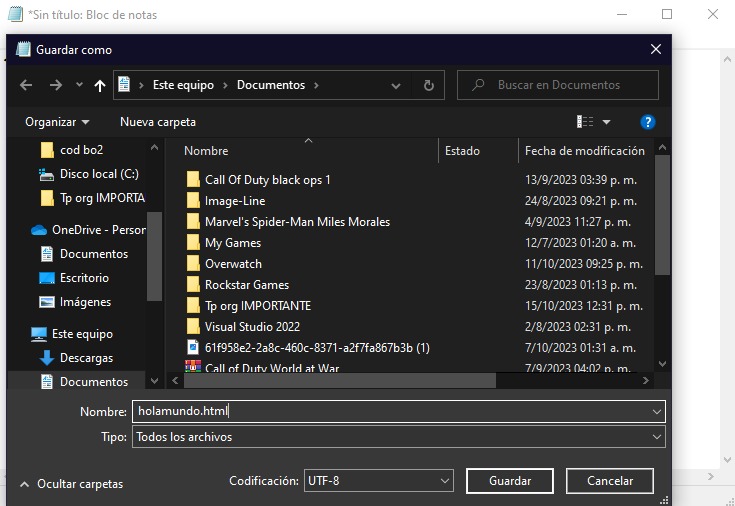 *Sin título: Bloc de notas
Guardar como
Este equipo > Documentos >
Buscar en Documentos
Organizar
Nueva carpeta
Nombre Estado Fecha de modificación
cod bo2
Disco local (C:)
Tp org IMPORTANTE
OneDrive - Person
Documentos
Escritorio
Imágenes
Este equipo
Descargas
Documentos
Call Of Duty black ops 1 13/9/2023 03:39 p. m.
Image-Line 24/8/2023 09:21 p. m.
Marvel's Spider-Man Miles Morales 4/9/2023 11:27 p. m.
My Games 12/7/2023 01:20 a. m.
Overwatch 11/10/2023 09:25 p. m.
Rockstar Games 23/8/2023 01:13 p. m.
Tp org IMPORTANTE 15/10/2023 12:31 p. m.
Visual Studio 2022 2/8/2023 02:31 p. m.
61f958e2-2a8c-460c-8371-a2f7fa867b3b (1) 7/10/2023 01:31 a. m.
Call of Duty World at War 7/9/2023 04:02 p. m.
Nombre: holamundo.html
Tipo: Todos los archivos
Ocultar carpetas
Codificación: UTF-8
Guardar
Cancelar